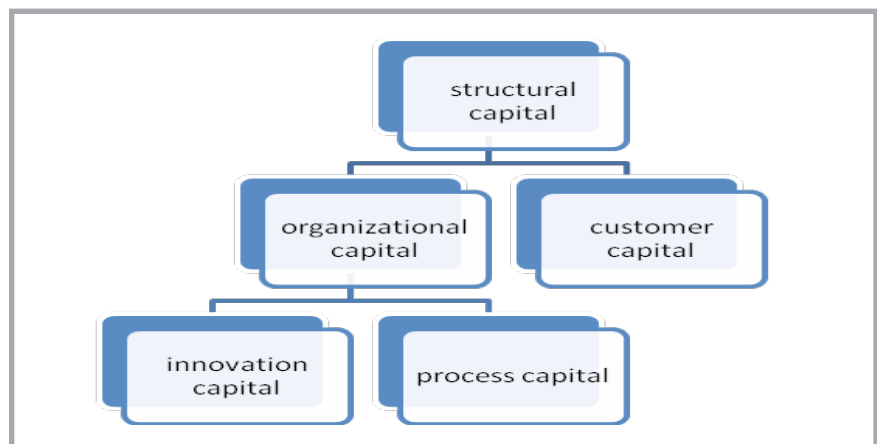 structural
capital
organizational
capital
customer
capital
innovation
capital
process capital